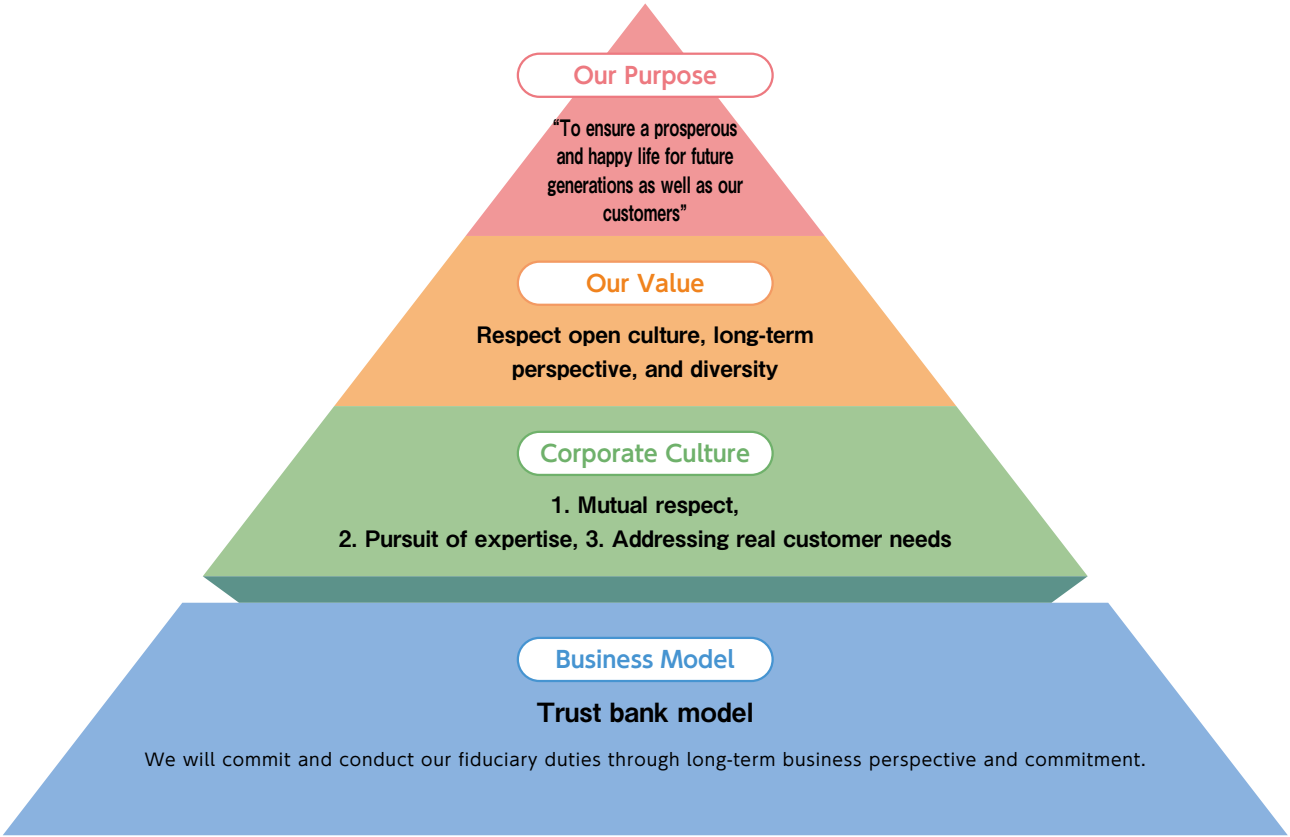 Our Purpose
“To ensure a prosperous
and happy life for future
generations as well as our
customers”
Our Value
Respect open culture, long-term
perspective, and diversity
Corporate Culture
1. Mutual respect,
2. Pursuit of expertise, 3. Addressing real customer needs
Business Model
Trust bank model
We will commit and conduct our fiduciary duties through long-term business perspective and commitment.